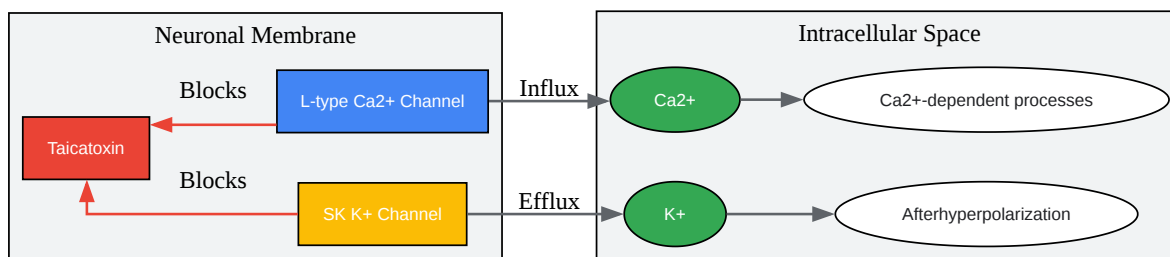 Neuronal Membrane
Intracellular Space
Blocks
L-type Ca2+ Channel
Influx
Ca2+
Ca2+-dependent processes
Taicatoxin
Blocks
SK K+ Channel
Efflux
K+
Afterhyperpolarization